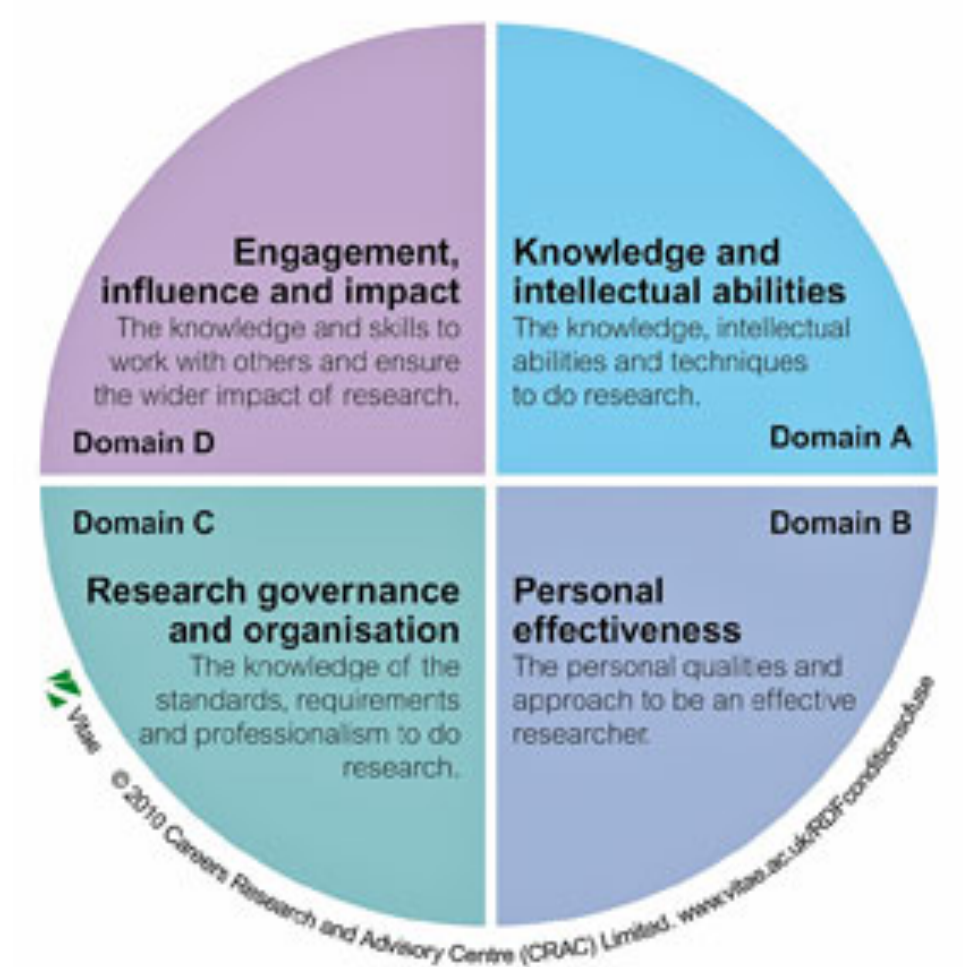 Engagement,
influence and impact
The knowledge and skills to
work with others and ensure
the wider impact of research.
Domain D
Knowledge and
intellectual abilities
The knowledge, intellectual
abilities and techniques
to do research.
Domain A
Domain C
Research governance
and organisation
The knowledge of the
standards, requirements
and professionalism to do
research.
Domain B
Personal
effectiveness
The personal qualities and
approach to be an effective
researcher.
Vitae © 2010 Careers Research and Advisory Centre (CRAC) Limited. www.vitae.ac.uk/RDFconditionsofuse